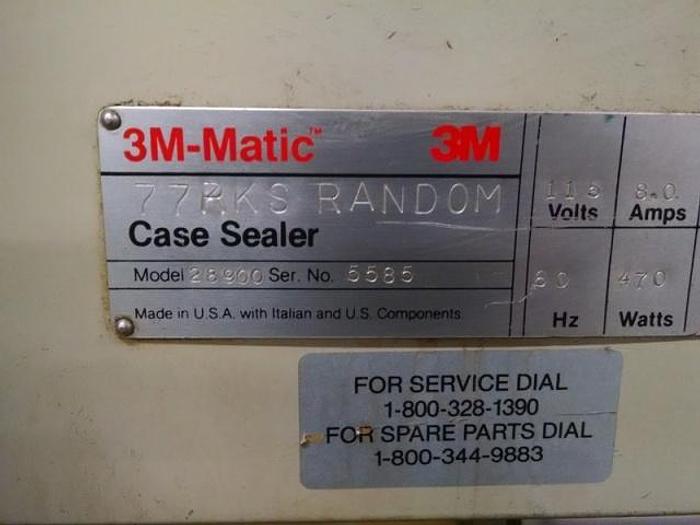 3M-Matic™ 3M
77RKS RANDOM
Case Sealer
Model 28900 Ser. No. 5585
Made in U.S.A. with Italian and U.S. Components
115 8.0
Volts Amps
60 470
Hz Watts
FOR SERVICE DIAL
1-800-328-1390
FOR SPARE PARTS DIAL
1-800-344-9883